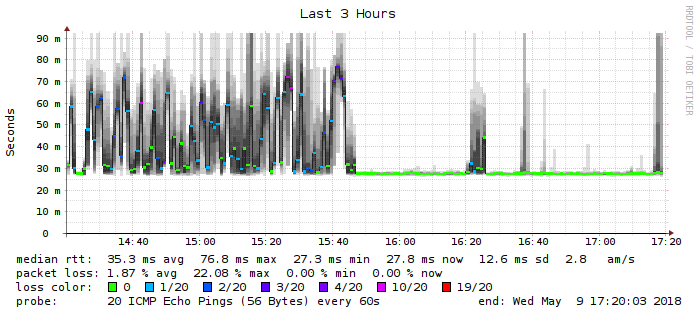 Last 3 Hours
RRDTOOL / TOBI OETIKER
Seconds
90 m
80 m
70 m
60 m
50 m
40 m
30 m
20 m
10 m
0
14:40 15:00 15:20 15:40 16:00 16:20 16:40 17:00 17:20
median rtt: 35.3 ms avg 76.8 ms max 27.3 ms min 27.8 ms now 12.6 ms sd 2.8 am/s
packet loss: 1.87 % avg 22.08 % max 0.00 % min 0.00 % now
loss color: 0 1/20 2/20 3/20 4/20 10/20 19/20
probe: 20 ICMP Echo Pings (56 Bytes) every 60s end: Wed May 9 17:20:03 2018